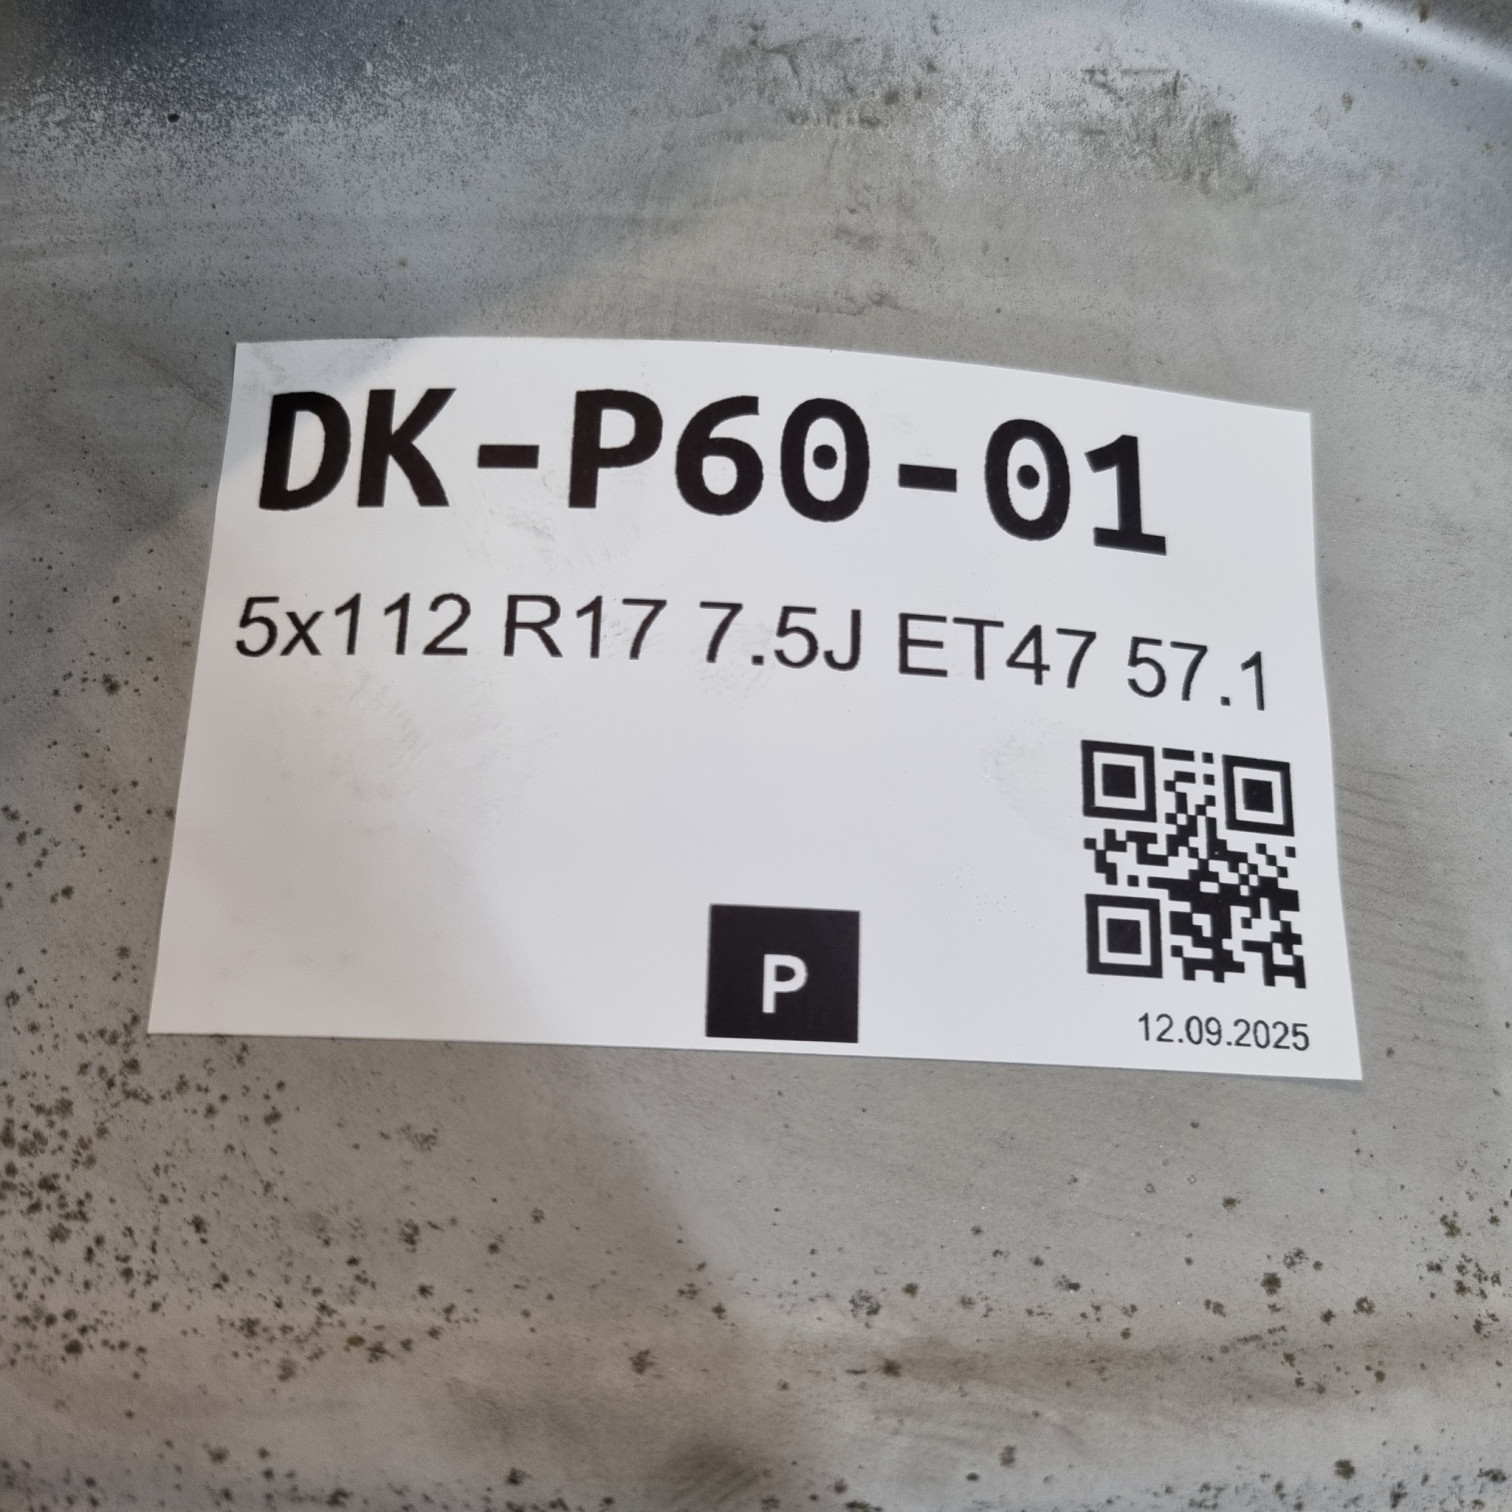 DK-P60-01
5x112 R17 7.5J ET47 57.1
P
12.09.2025